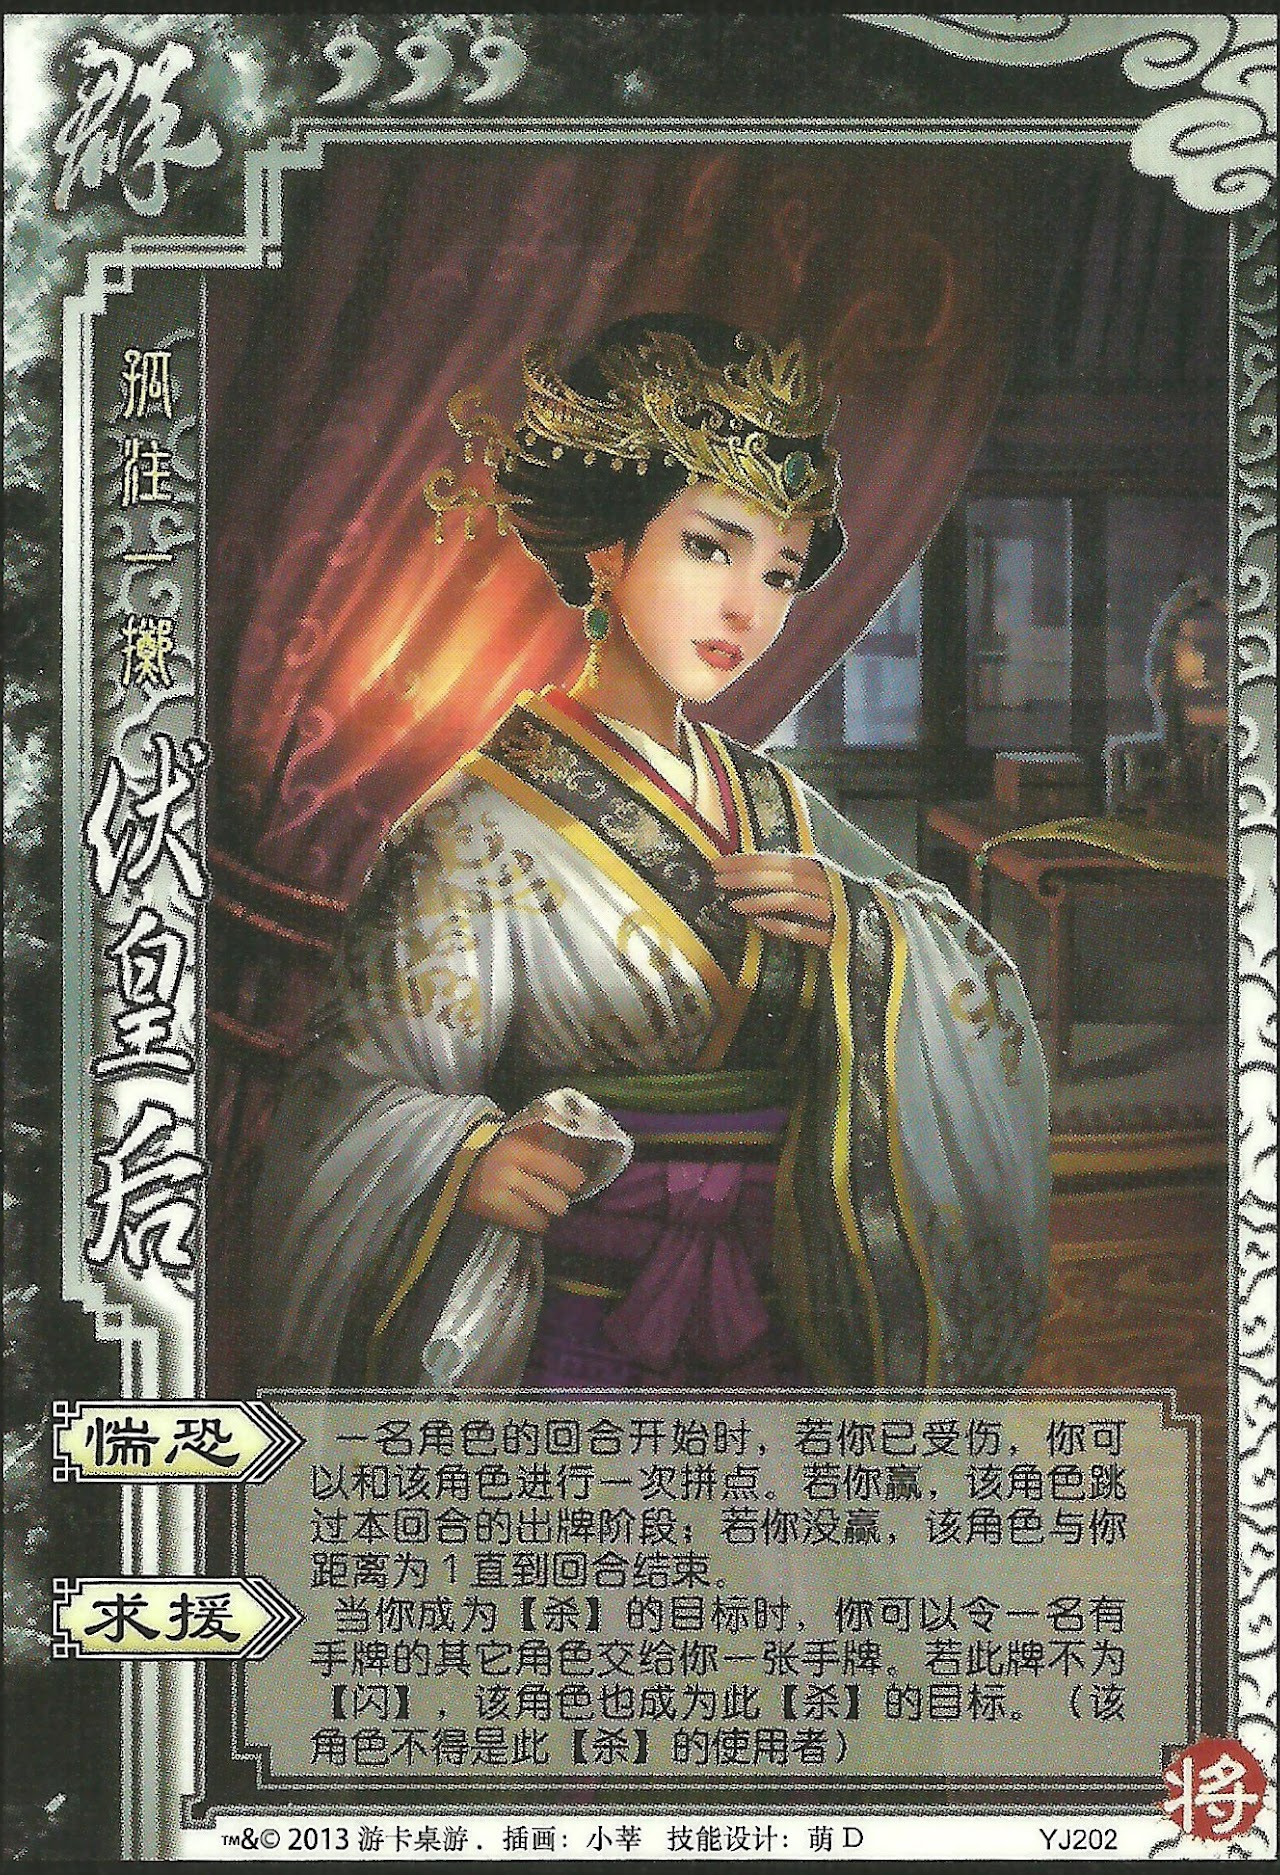 群
孤注一掷
伏皇后
惴恐
一名角色的回合开始时，若你已受伤，你可
以和该角色进行一次拼点。若你赢，该角色跳
过本回合的出牌阶段；若你没赢，该角色与你
距离为1直到回合结束。
求援
当你成为【杀】的目标时，你可以令一名有
手牌的其它角色交给你一张手牌。若此牌不为
【闪】，该角色也成为此【杀】的目标。（该
角色不得是此【杀】的使用者）
将
™&© 2013 游卡桌游．插画：小莘 技能设计：萌D YJ202